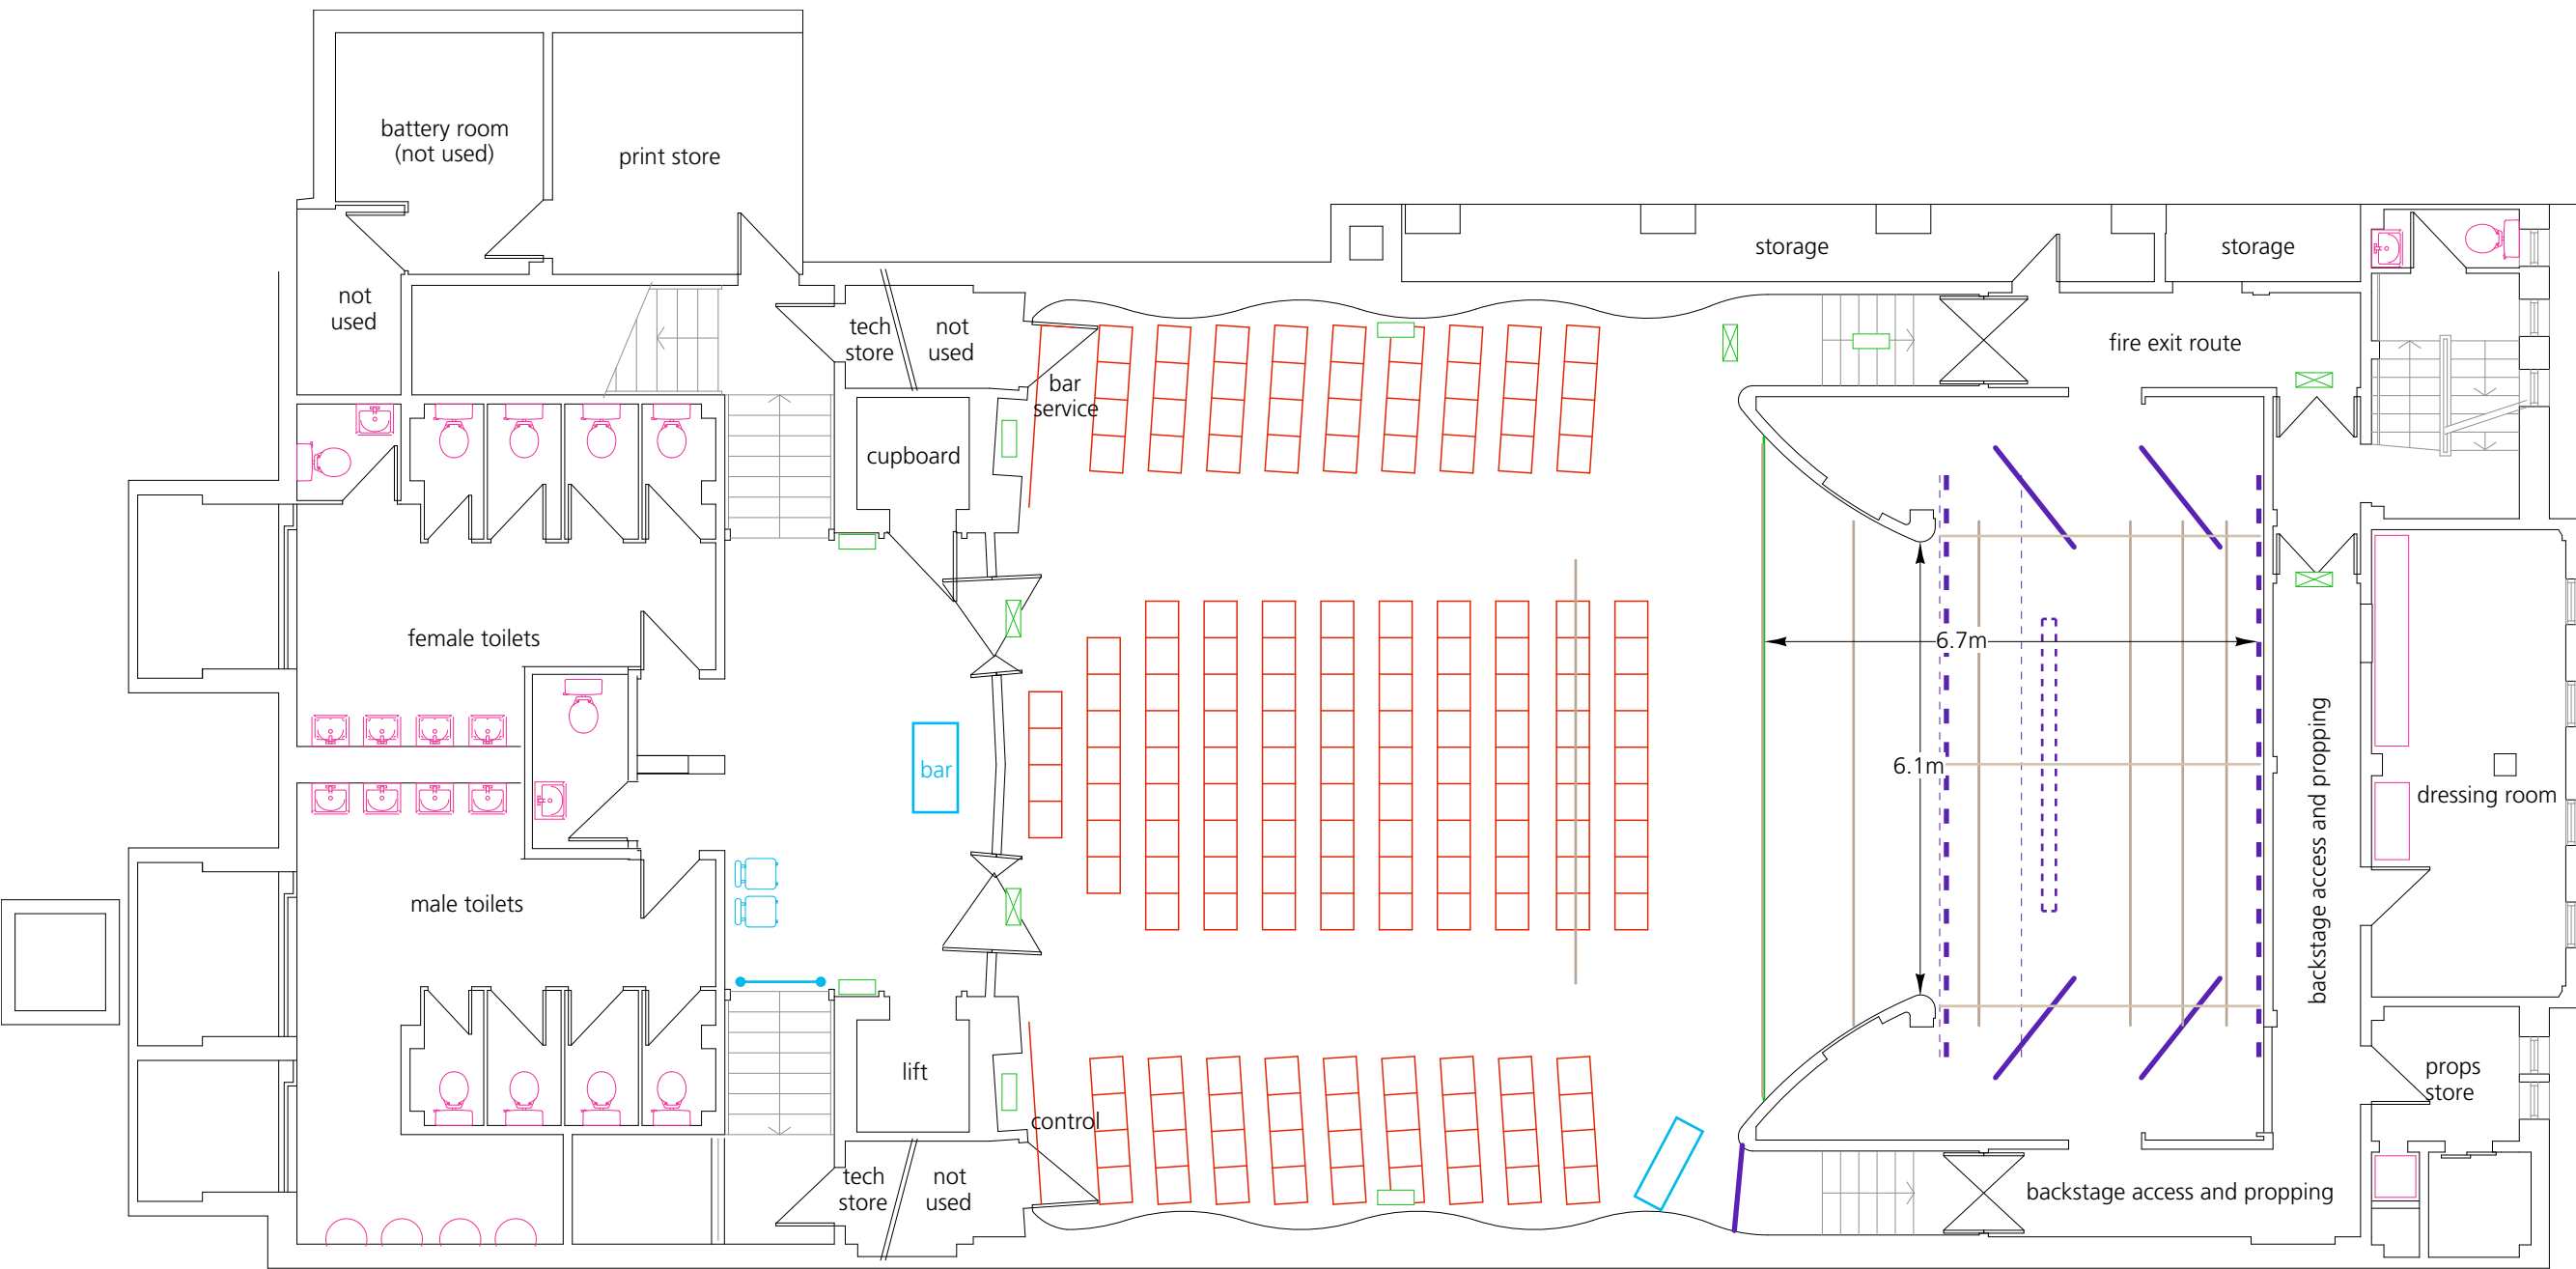 battery room
(not used)
print store
storage
storage
not
used
tech
store
not
used
fire exit route
bar
service
cupboard
female toilets
6.7m
bar
6.1m
backstage access and propping
dressing room
male toilets
lift
props
store
control
tech
store
not
used
backstage access and propping